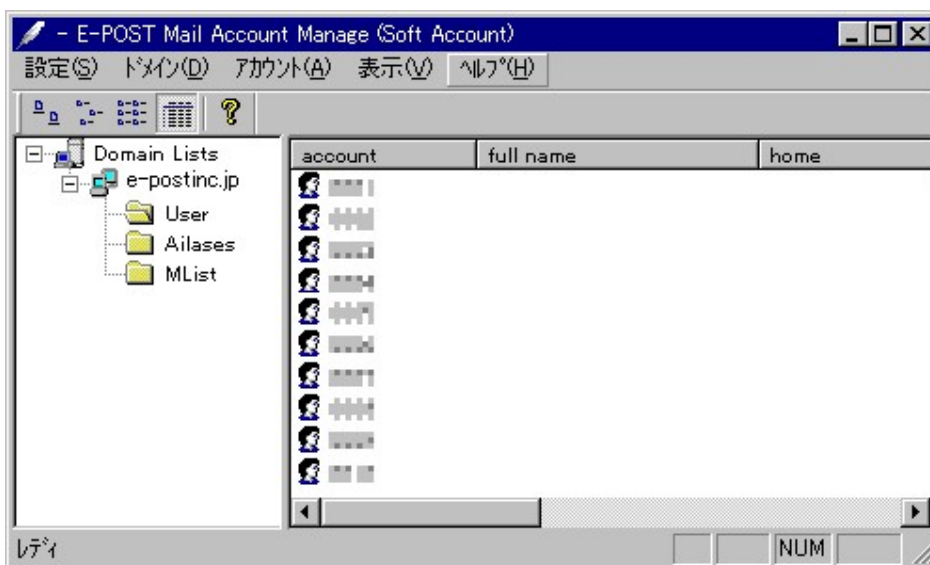 - E-POST Mail Account Manage (Soft Account)
設定(S) ﾄﾞﾒｲﾝ(D) ｱｶｳﾝﾄ(A) 表示(V) ﾍﾙﾌﾟ(H)
Domain Lists
e-postinc.jp
User
Ailases
MList
account full name home
ﾚﾃﾞｨ
NUM